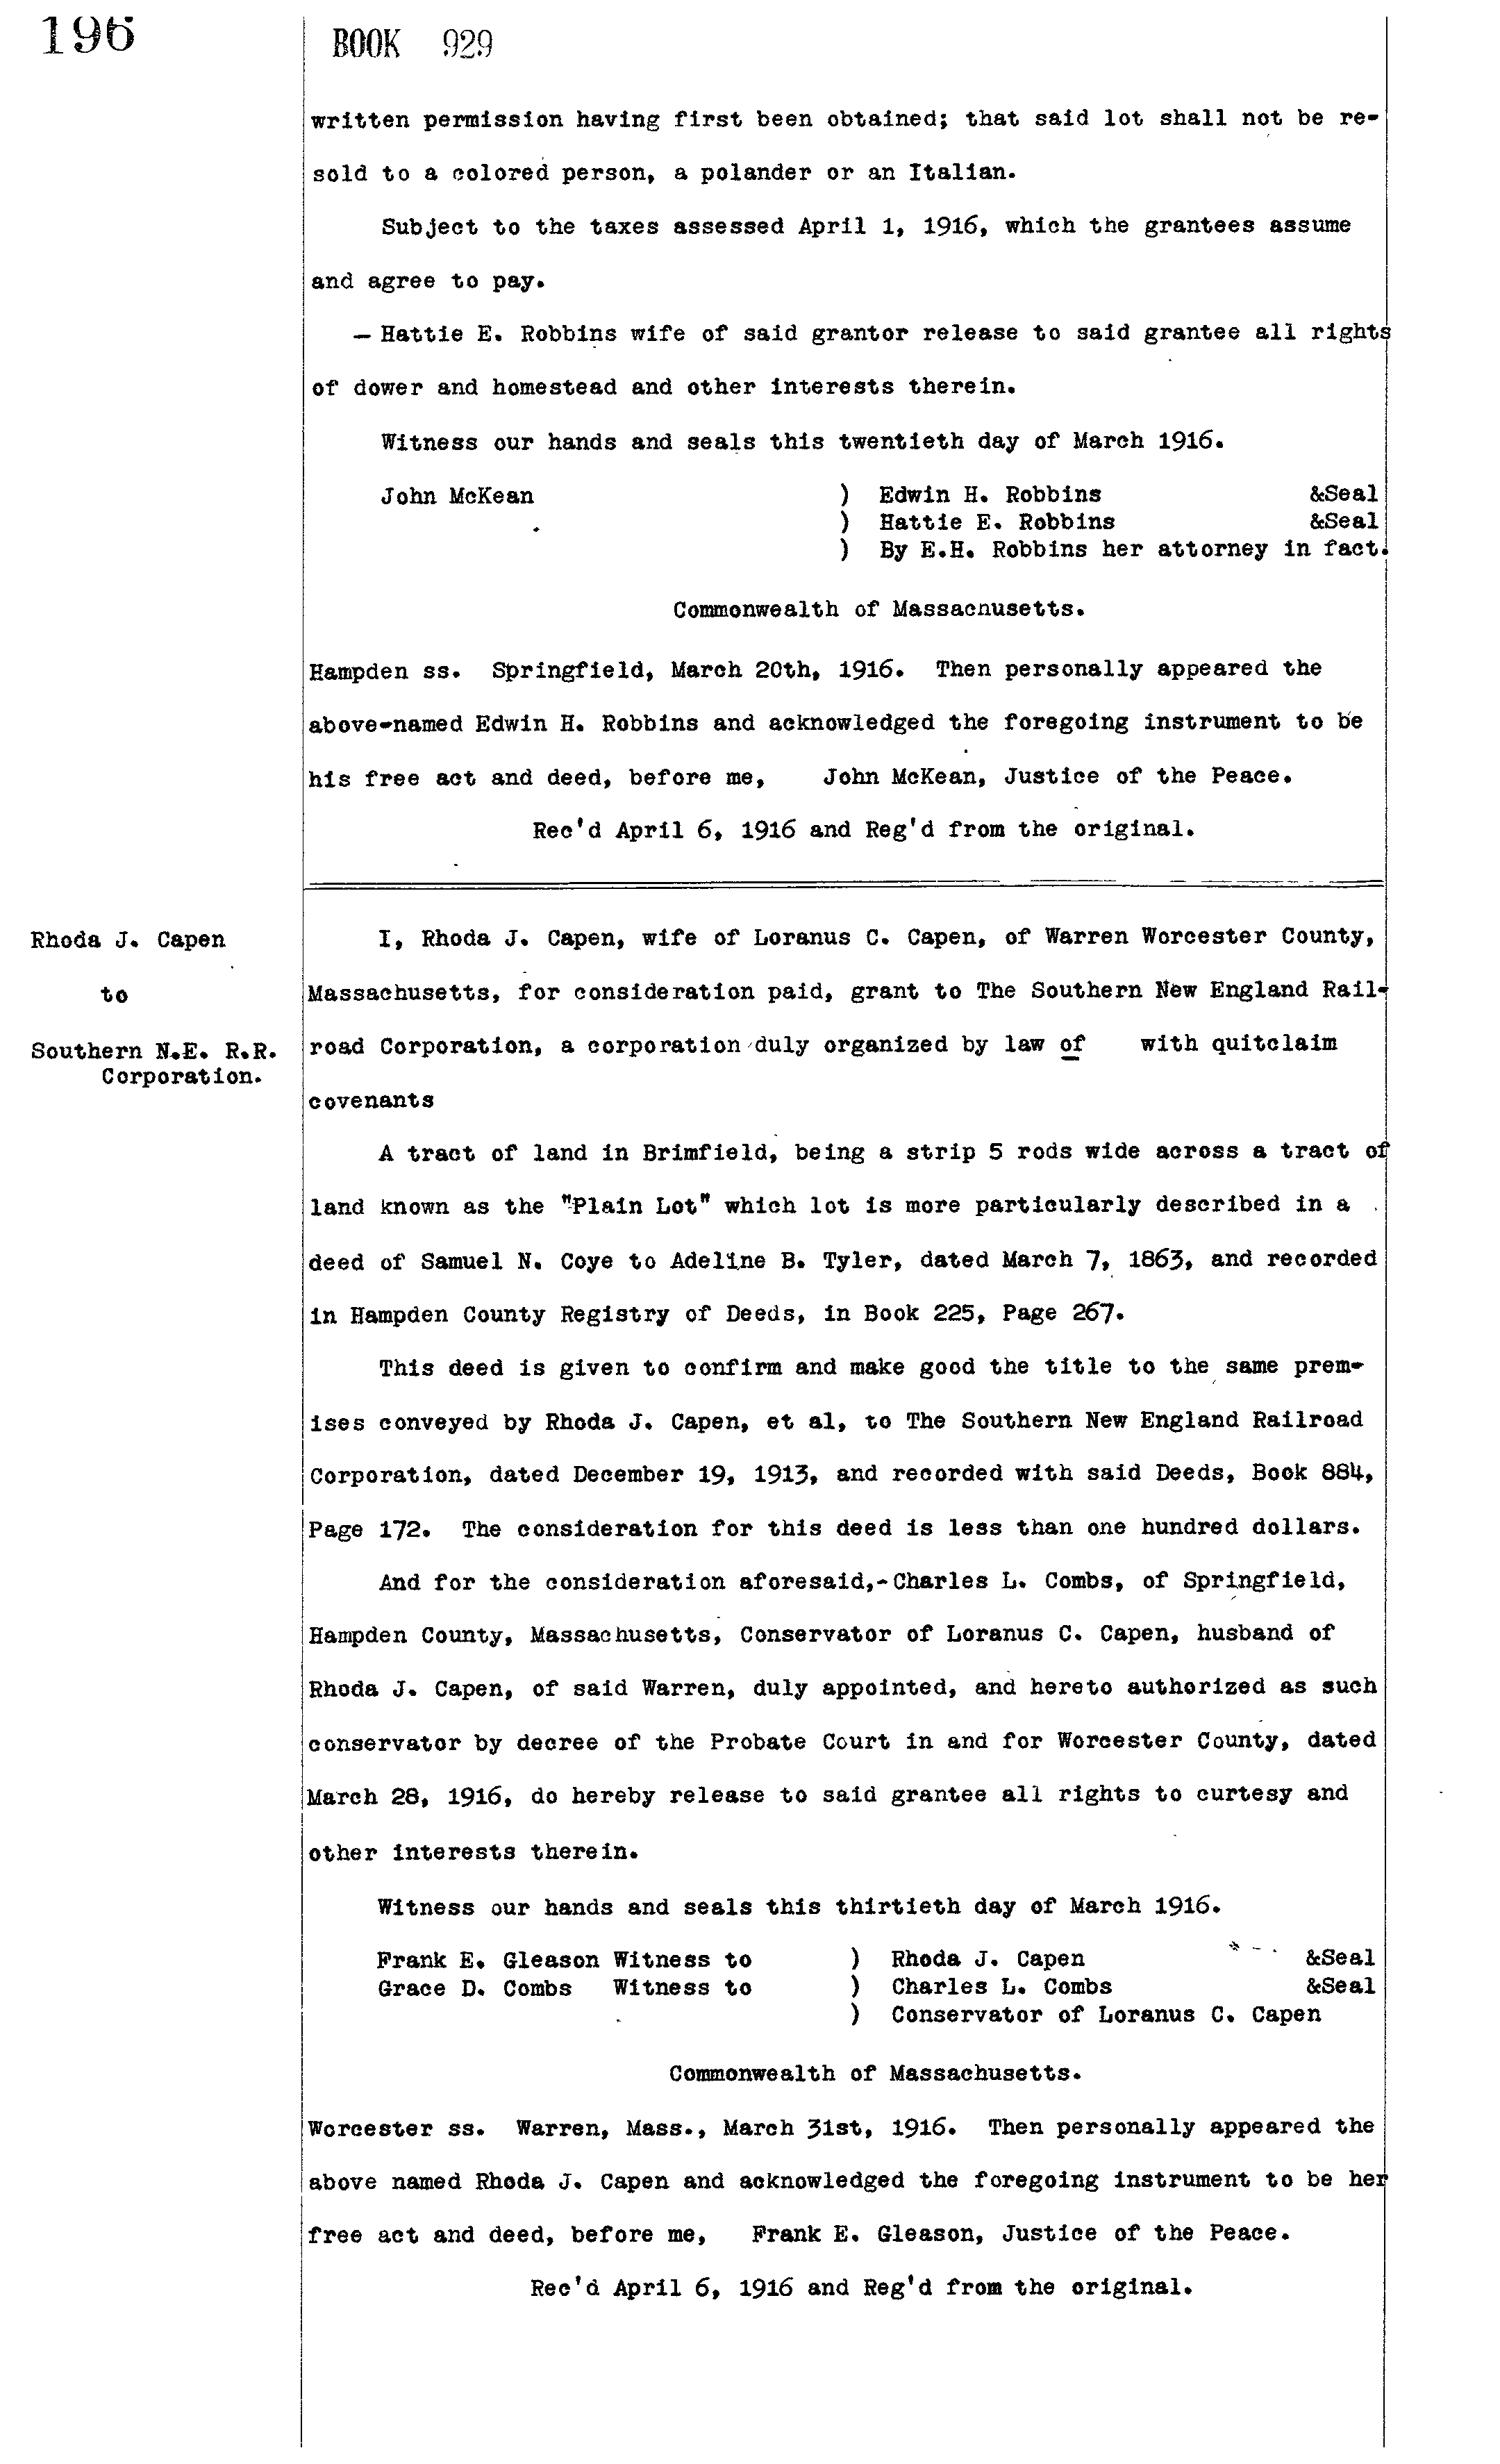 196
BOOK 929
written permission having first been obtained; that said lot shall not be re-
sold to a colored person, a polander or an Italian.
Subject to the taxes assessed April 1, 1916, which the grantees assume
and agree to pay.
- Hattie E. Robbins wife of said grantor release to said grantee all rights
of dower and homestead and other interests therein.
Witness our hands and seals this twentieth day of March 1916.
John McKean ) Edwin H. Robbins &Seal
) Hattie E. Robbins &Seal
) By E.H. Robbins her attorney in fact.
Commonwealth of Massachusetts.
Hampden ss. Springfield, March 20th, 1916. Then personally appeared the
above-named Edwin H. Robbins and acknowledged the foregoing instrument to be
his free act and deed, before me, John McKean, Justice of the Peace.
Rec'd April 6, 1916 and Reg'd from the original.
Rhoda J. Capen
to
Southern N.E. R.R.
Corporation.
I, Rhoda J. Capen, wife of Loranus C. Capen, of Warren Worcester County,
Massachusetts, for consideration paid, grant to The Southern New England Rail-
road Corporation, a corporation duly organized by law of with quitclaim
covenants
A tract of land in Brimfield, being a strip 5 rods wide across a tract of
land known as the "Plain Lot" which lot is more particularly described in a
deed of Samuel N. Coye to Adeline B. Tyler, dated March 7, 1863, and recorded
in Hampden County Registry of Deeds, in Book 225, Page 267.
This deed is given to confirm and make good the title to the same prem-
ises conveyed by Rhoda J. Capen, et al, to The Southern New England Railroad
Corporation, dated December 19, 1913, and recorded with said Deeds, Book 884,
Page 172. The consideration for this deed is less than one hundred dollars.
And for the consideration aforesaid,-Charles L. Combs, of Springfield,
Hampden County, Massachusetts, Conservator of Loranus C. Capen, husband of
Rhoda J. Capen, of said Warren, duly appointed, and hereto authorized as such
conservator by decree of the Probate Court in and for Worcester County, dated
March 28, 1916, do hereby release to said grantee all rights to curtesy and
other interests therein.
Witness our hands and seals this thirtieth day of March 1916.
Frank E. Gleason Witness to ) Rhoda J. Capen &Seal
Grace D. Combs Witness to ) Charles L. Combs &Seal
) Conservator of Loranus C. Capen
Commonwealth of Massachusetts.
Worcester ss. Warren, Mass., March 31st, 1916. Then personally appeared the
above named Rhoda J. Capen and acknowledged the foregoing instrument to be her
free act and deed, before me, Frank E. Gleason, Justice of the Peace.
Rec'd April 6, 1916 and Reg'd from the original.